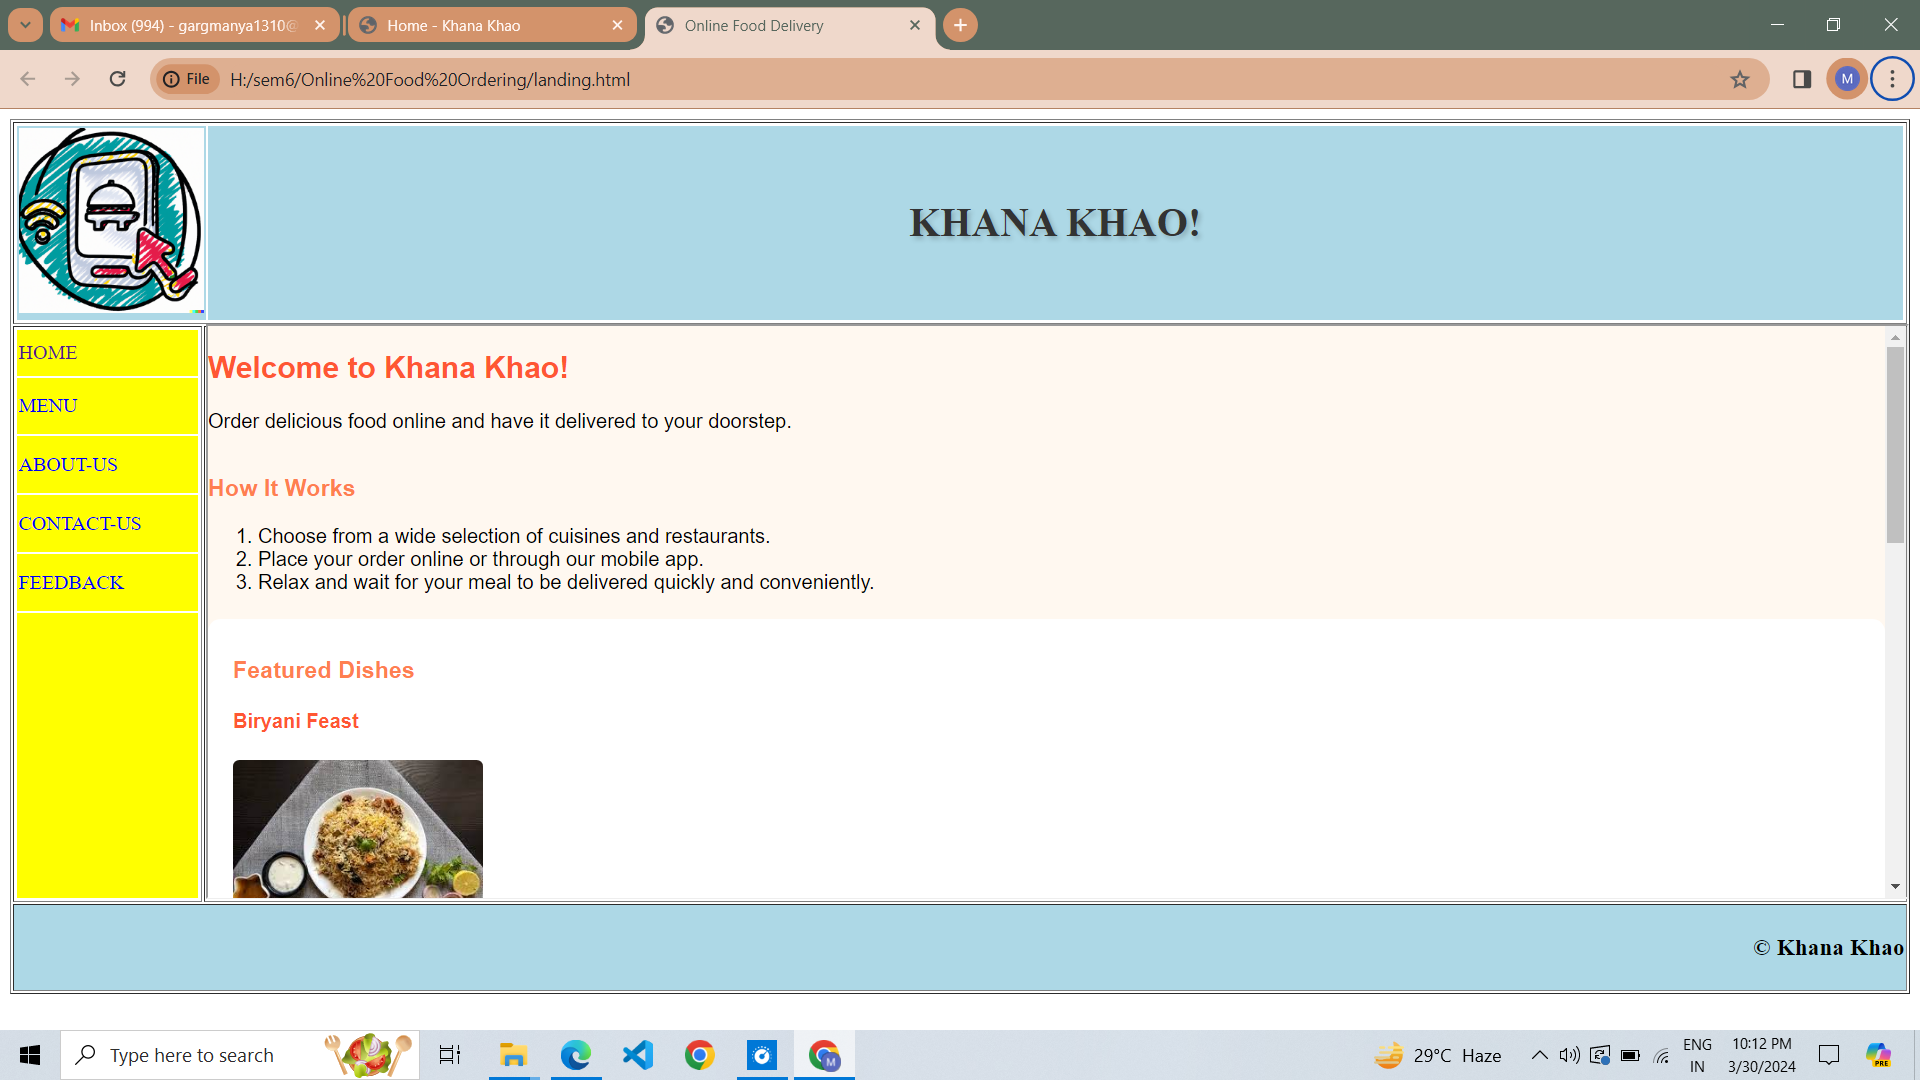 Inbox (994) - gargmanya1310@
Home - Khana Khao
Online Food Delivery
File
H:/sem6/Online%20Food%20Ordering/landing.html
M
KHANA KHAO!
HOME
MENU
ABOUT-US
CONTACT-US
FEEDBACK
Welcome to Khana Khao!
Order delicious food online and have it delivered to your doorstep.
How It Works
1. Choose from a wide selection of cuisines and restaurants.
2. Place your order online or through our mobile app.
3. Relax and wait for your meal to be delivered quickly and conveniently.
Featured Dishes
Biryani Feast
© Khana Khao
Type here to search
M
29°C Haze
ENG
IN
10:12 PM
3/30/2024
PRE